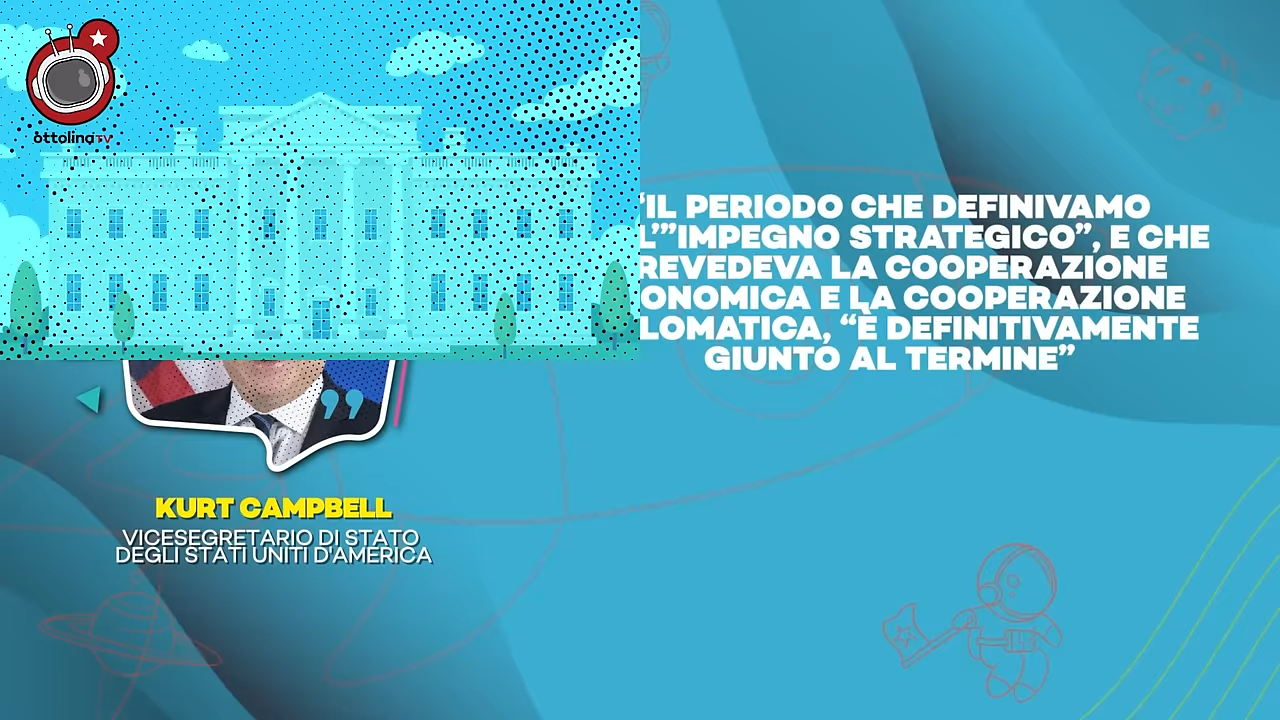 ottolina TV
“IL PERIODO CHE DEFINIVAMO
L’”IMPEGNO STRATEGICO”, E CHE
REVEDEVA LA COOPERAZIONE
ONOMICA E LA COOPERAZIONE
LOMATICA, “È DEFINITIVAMENTE
GIUNTO AL TERMINE”
KURT CAMPBELL
VICESEGRETARIO DI STATO
DEGLI STATI UNITI D'AMERICA